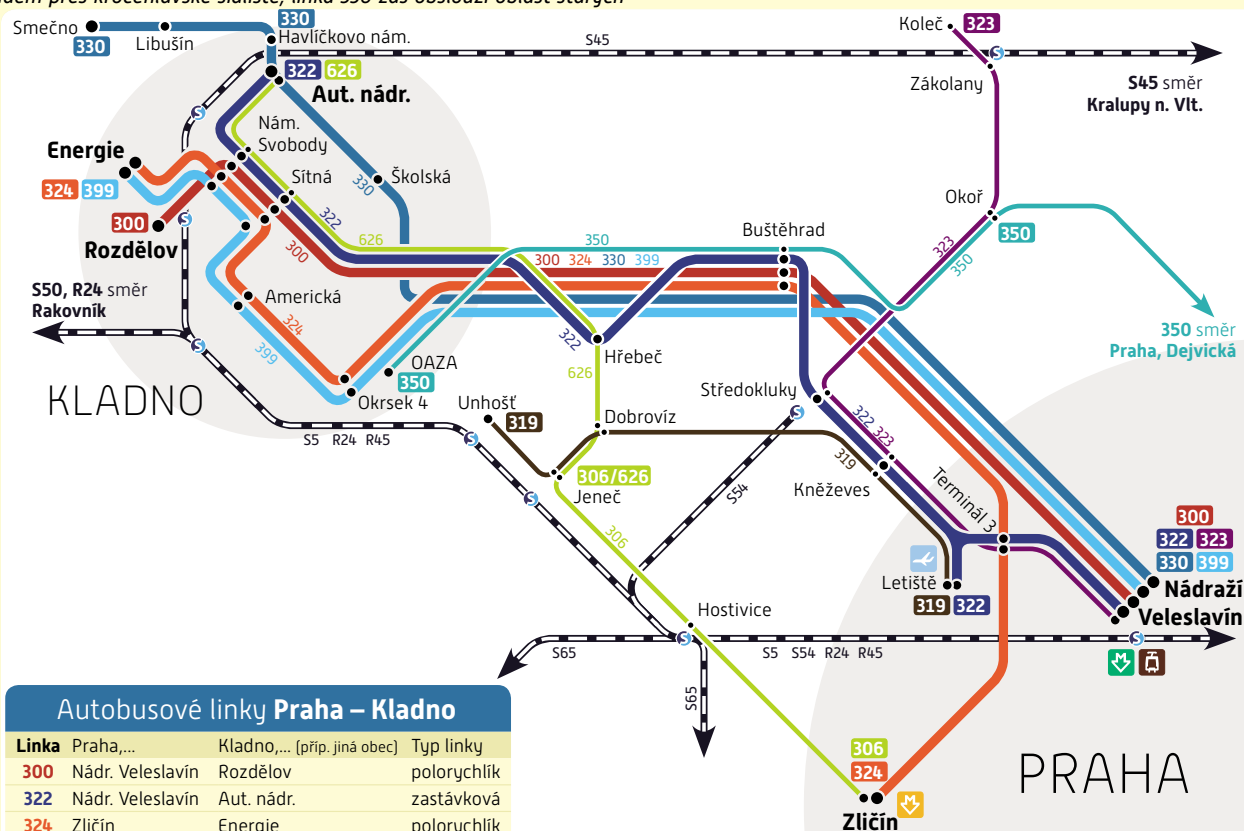 Smečno
330
Libušín
330
Havlíčkovo nám.
322 626
Aut. nádr.
S45
Koleč 323
Zákolany
S45 směr
Kralupy n. Vlt.
Nám.
Svobody
Energie
324 399
Sítná
330
Školská
300
Rozdělov
322
626
300
350
300 324 330 399
Buštěhrad
Okoř
350
323
350
S50, R24 směr
Rakovník
Americká
324
399
322
Hřebeč
350 směr
Praha, Dejvická
OAZA
350
626
KLADNO
Okrsek 4
Středokluky
Unhošť
319
Dobrovíz
322 323
S5 R24 R45
319
306/626
Jeneč
Kněževes
Terminál 3
S54
306
300
322 323
330 399
Letiště
319 322
Nádraží
Veleslavín
Hostivice
S65
S5 S54 R24 R45
S65
306
324
Zličín
PRAHA
Autobusové linky Praha – Kladno
Linka Praha,... Kladno,... (příp. jiná obec) Typ linky
300 Nádr. Veleslavín Rozdělov polorychlík
322 Nádr. Veleslavín Aut. nádr. zastávková
324 Zličín Energie polorychlík